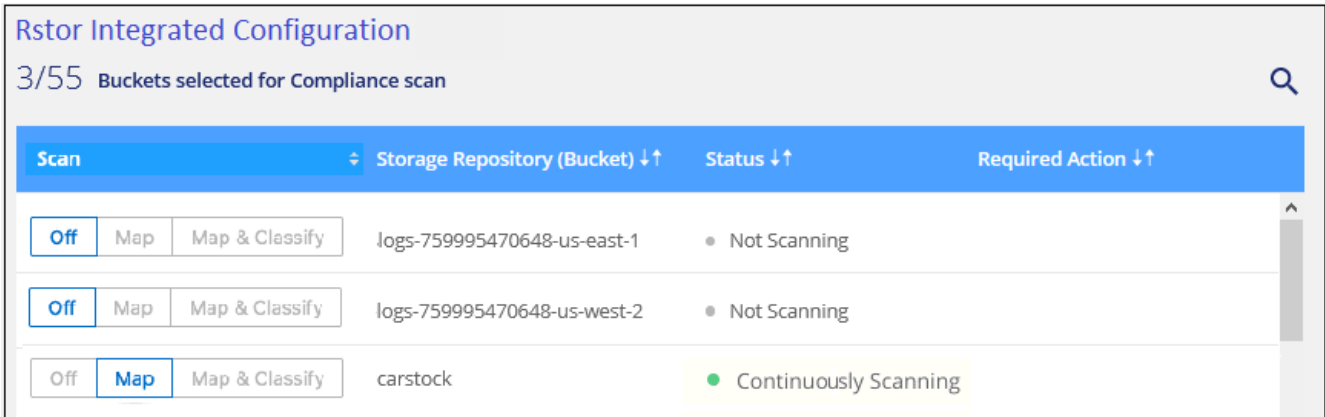 Rstor Integrated Configuration
3/55 Buckets selected for Compliance scan
Scan Storage Repository (Bucket) ↓↑ Status ↓↑ Required Action ↓↑
Off Map Map & Classify logs-759995470648-us-east-1 Not Scanning
Off Map Map & Classify logs-759995470648-us-west-2 Not Scanning
Off Map Map & Classify carstock Continuously Scanning